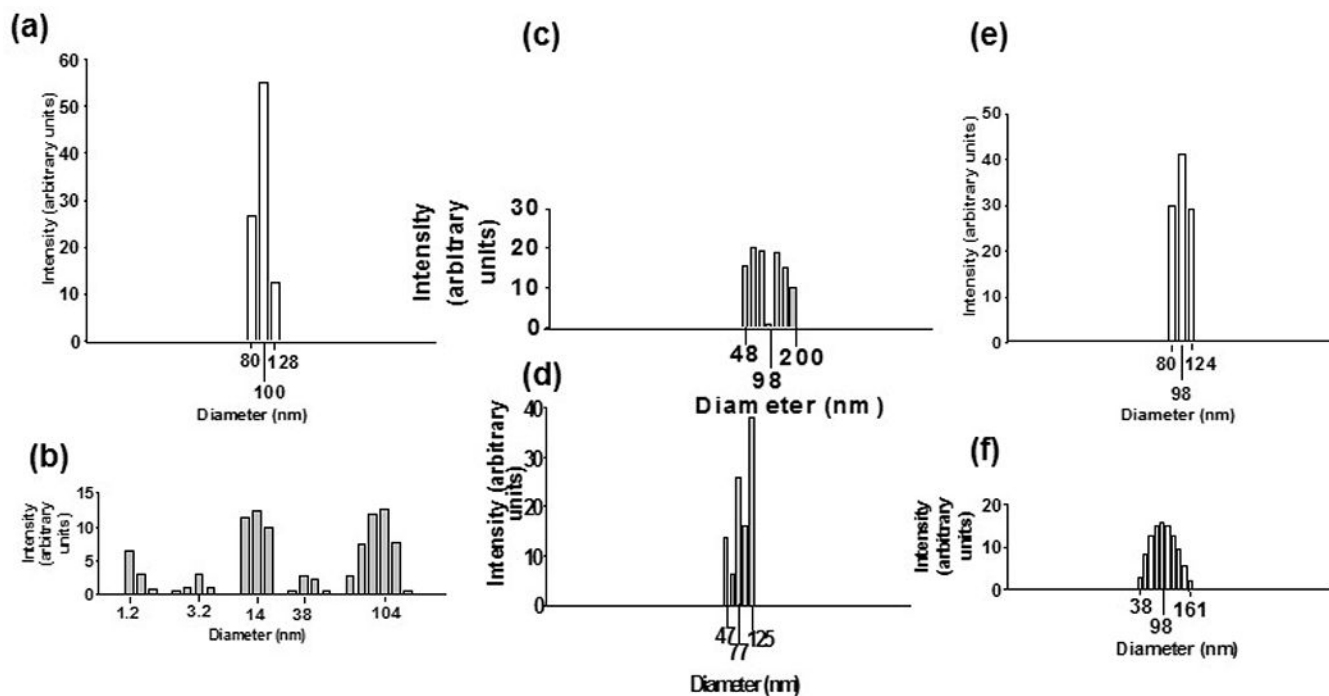 (a)
60
50
40
30
20
10
0
Intensity (arbitrary units)
80 128
100
Diameter (nm)
(b)
15
10
5
0
Intensity
(arbitrary
units)
1.2 3.2 14 38 104
Diameter (nm)
(c)
30
20
10
0
Intensity
(arbitrary
units)
48 200
98
Diameter (nm)
(d)
40
30
20
10
0
Intensity (arbitrary
units)
47 125
77
Diameter (nm)
(e)
50
40
30
20
10
0
Intensity (arbitrary units)
80 124
98
Diameter (nm)
(f)
20
10
0
Intensity
(arbitrary
units)
38 161
98
Diameter (nm)